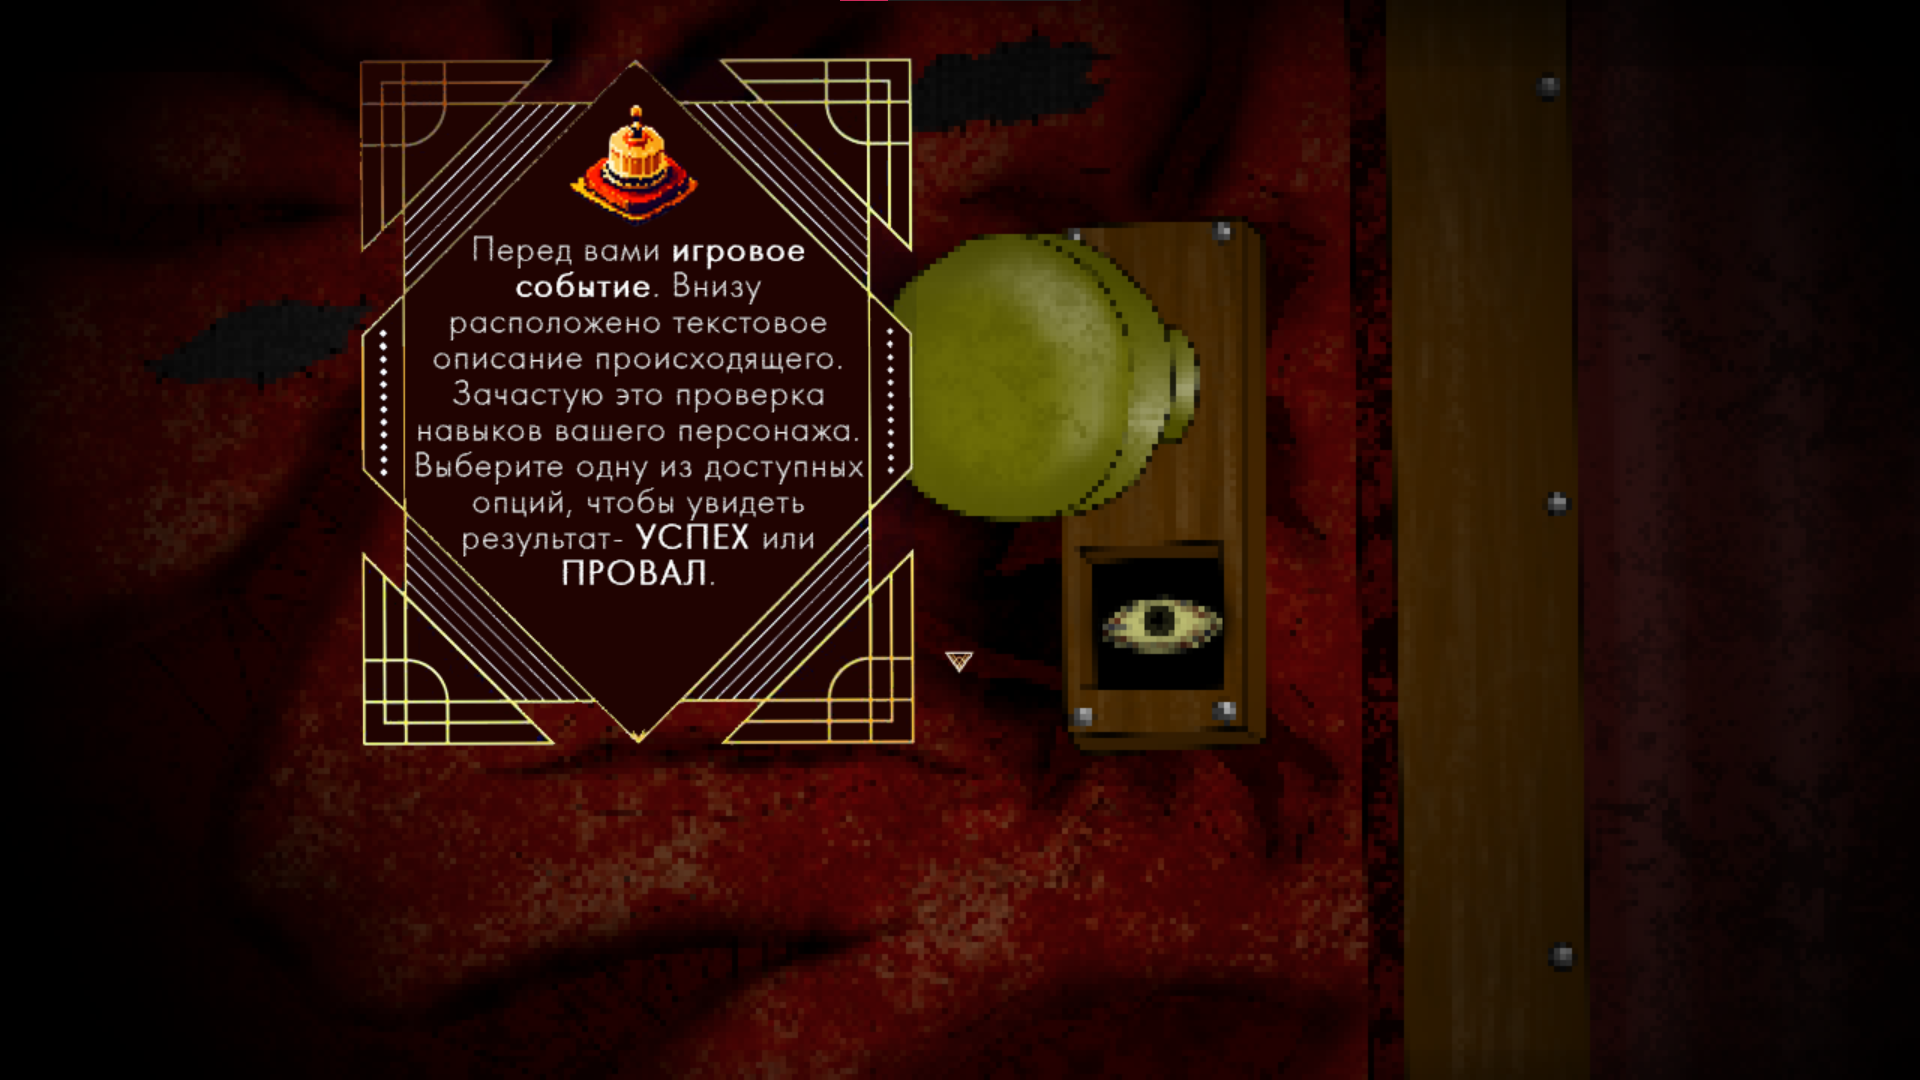 Перед вами игровое
событие. Внизу
расположено текстовое
описание происходящего.
Зачастую это проверка
навыков вашего персонажа.
Выберите одну из доступных
опций, чтобы увидеть
результат- УСПЕХ или
ПРОВАЛ.